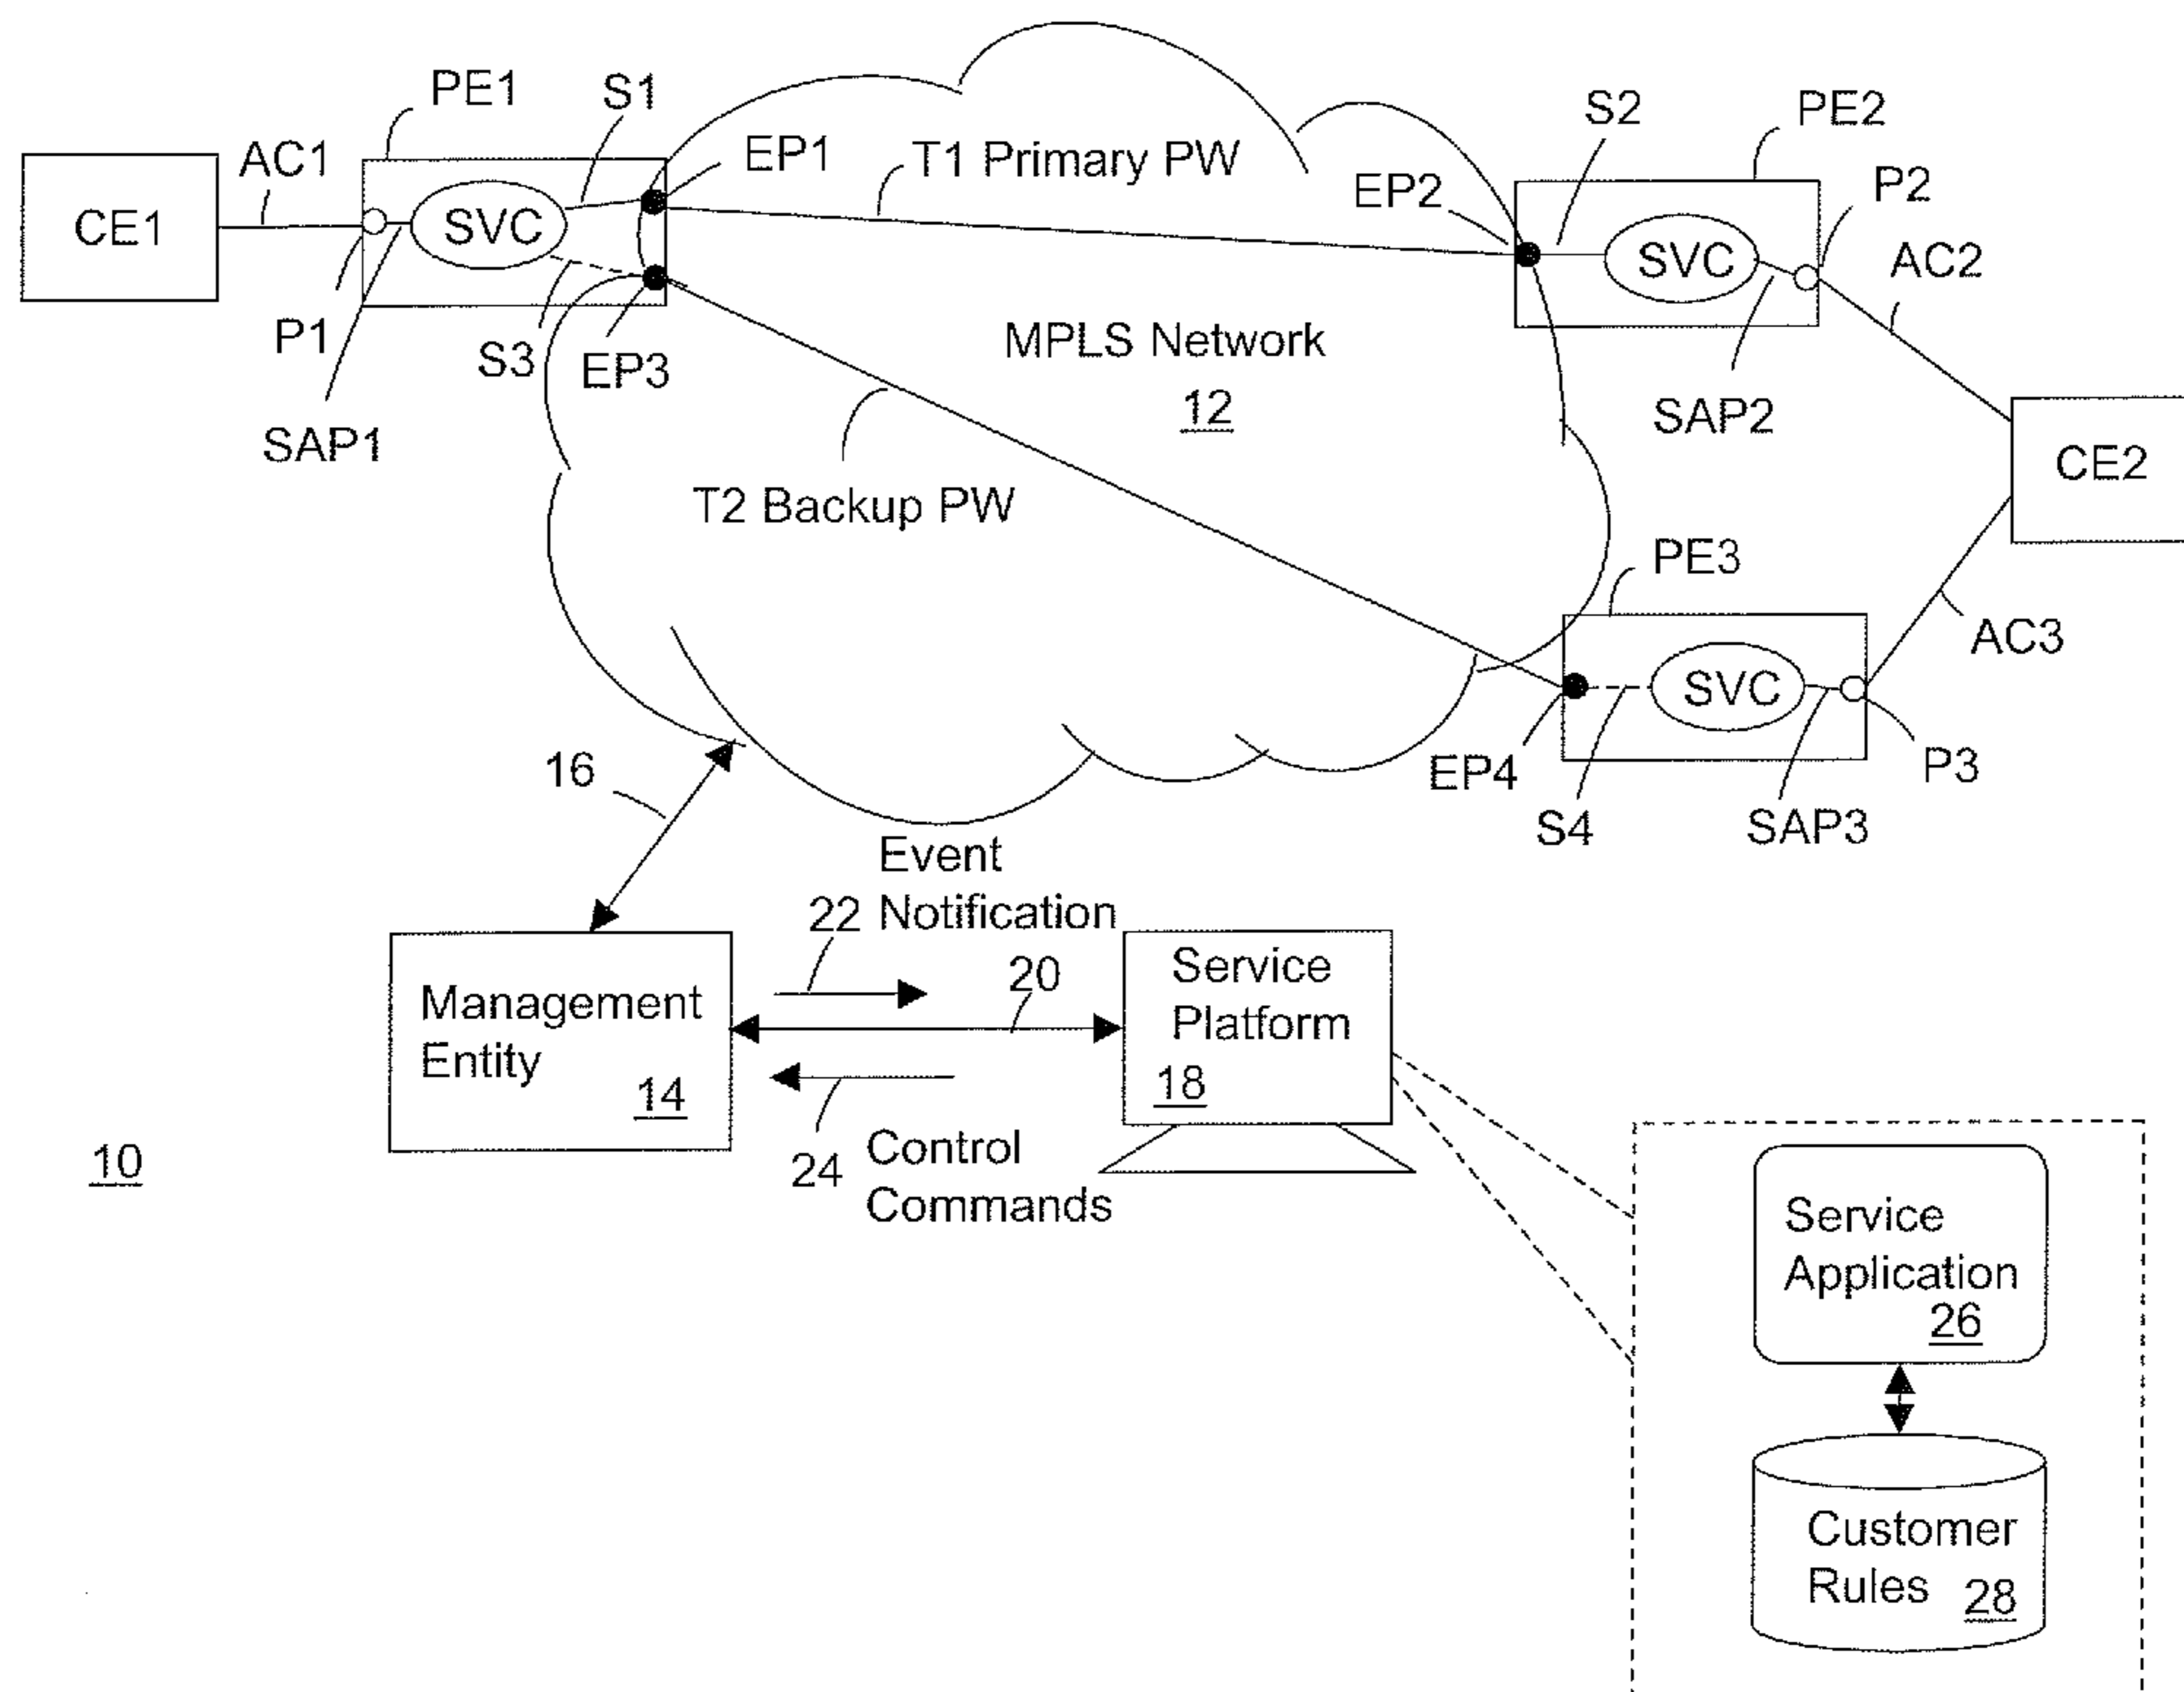 PE1
S1
AC1
EP1
T1 Primary PW
S2
PE2
P2
EP2
AC2
CE1
SVC
SVC
P1
S3
EP3
SAP1
MPLS Network
12
SAP2
CE2
T2 Backup PW
PE3
AC3
SVC
EP4
P3
S4
SAP3
16
Event
22 Notification
20
Management
Entity
14
Service
Platform
18
24
Control
Commands
10
Service
Application
26
Customer
Rules
28